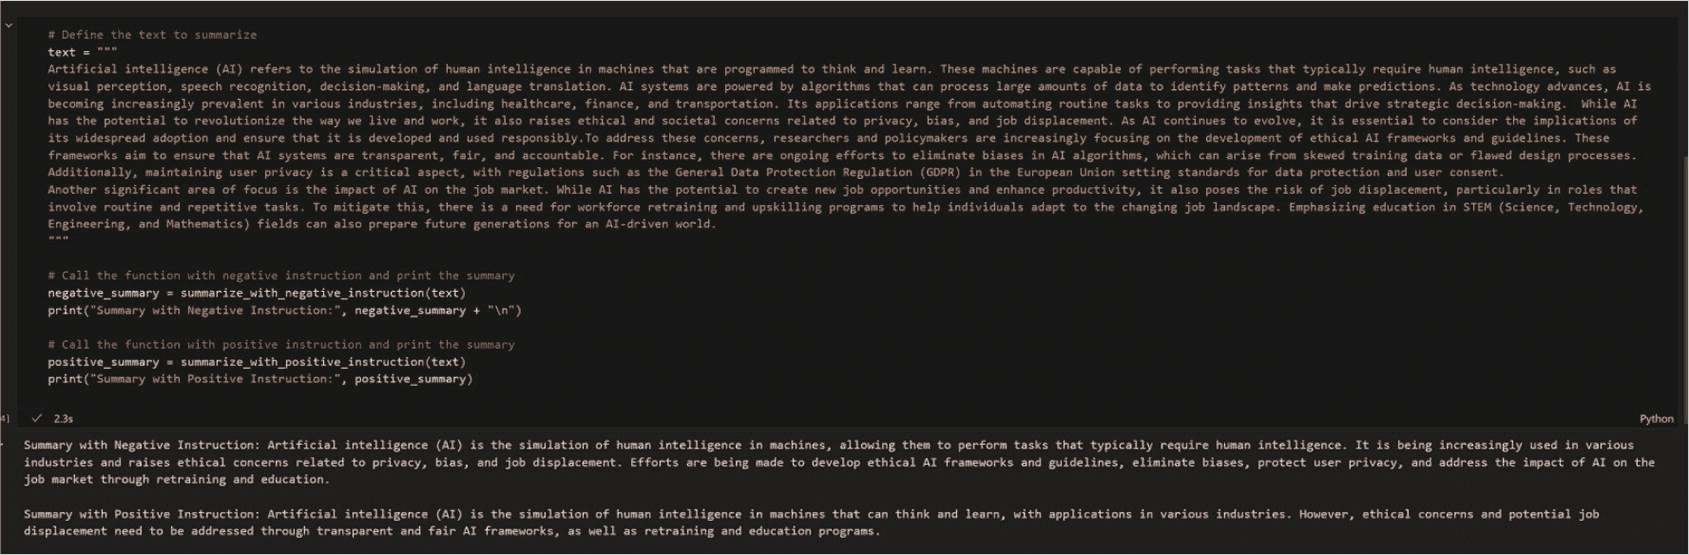 # Define the text to summarize
text = """
Artificial intelligence (AI) refers to the simulation of human intelligence in machines that are programmed to think and learn. These machines are capable of performing tasks that typically require human intelligence, such as
visual perception, speech recognition, decision-making, and language translation. AI systems are powered by algorithms that can process large amounts of data to identify patterns and make predictions. As technology advances, AI is
becoming increasingly prevalent in various industries, including healthcare, finance, and transportation. Its applications range from automating routine tasks to providing insights that drive strategic decision-making.  While AI
has the potential to revolutionize the way we live and work, it also raises ethical and societal concerns related to privacy, bias, and job displacement. As AI continues to evolve, it is essential to consider the implications of
its widespread adoption and ensure that it is developed and used responsibly.To address these concerns, researchers and policymakers are increasingly focusing on the development of ethical AI frameworks and guidelines. These
frameworks aim to ensure that AI systems are transparent, fair, and accountable. For instance, there are ongoing efforts to eliminate biases in AI algorithms, which can arise from skewed training data or flawed design processes.
Additionally, maintaining user privacy is a critical aspect, with regulations such as the General Data Protection Regulation (GDPR) in the European Union setting standards for data protection and user consent.
Another significant area of focus is the impact of AI on the job market. While AI has the potential to create new job opportunities and enhance productivity, it also poses the risk of job displacement, particularly in roles that
involve routine and repetitive tasks. To mitigate this, there is a need for workforce retraining and upskilling programs to help individuals adapt to the changing job landscape. Emphasizing education in STEM (Science, Technology,
Engineering, and Mathematics) fields can also prepare future generations for an AI-driven world.
"""
# Call the function with negative instruction and print the summary
negative_summary = summarize_with_negative_instruction(text)
print("Summary with Negative Instruction:", negative_summary + "\n")
# Call the function with positive instruction and print the summary
positive_summary = summarize_with_positive_instruction(text)
print("Summary with Positive Instruction:", positive_summary)
4] ✓ 2.3s Python
Summary with Negative Instruction: Artificial intelligence (AI) is the simulation of human intelligence in machines, allowing them to perform tasks that typically require human intelligence. It is being increasingly used in various
industries and raises ethical concerns related to privacy, bias, and job displacement. Efforts are being made to develop ethical AI frameworks and guidelines, eliminate biases, protect user privacy, and address the impact of AI on the
job market through retraining and education.
Summary with Positive Instruction: Artificial intelligence (AI) is the simulation of human intelligence in machines that can think and learn, with applications in various industries. However, ethical concerns and potential job
displacement need to be addressed through transparent and fair AI frameworks, as well as retraining and education programs.